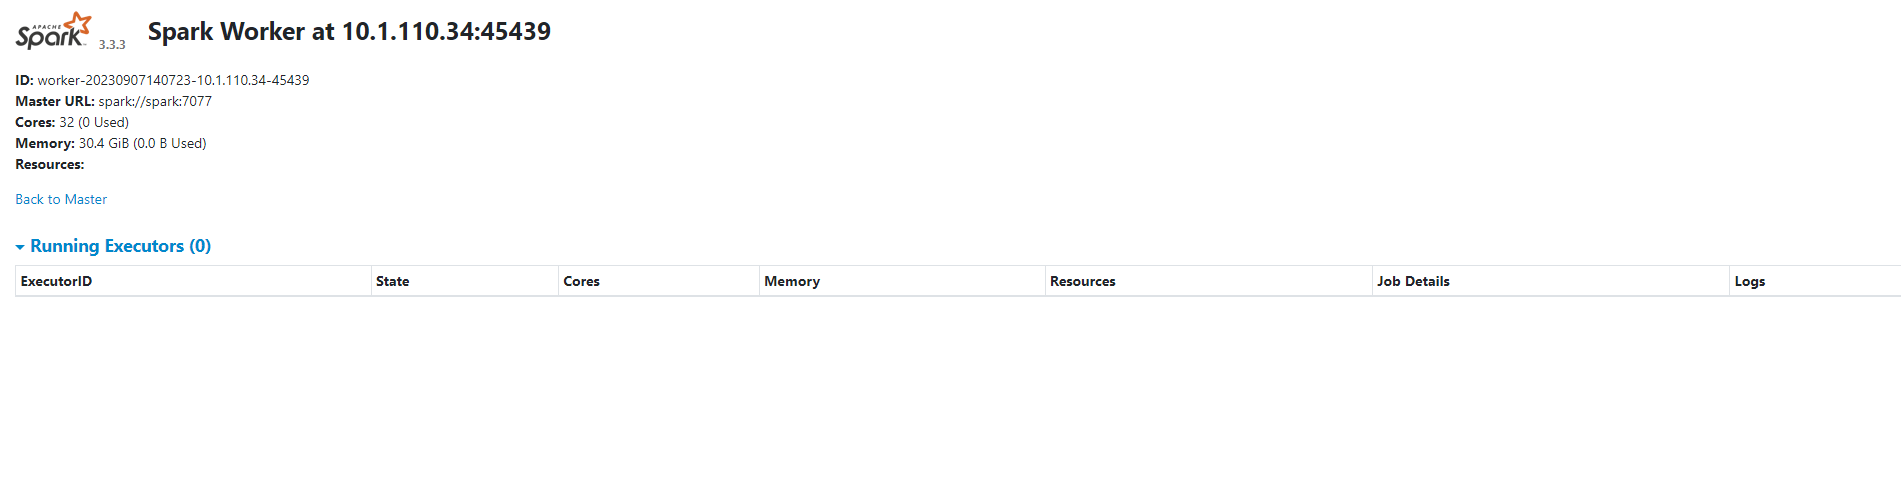 APACHE
Spark 3.3.3 Spark Worker at 10.1.110.34:45439
ID: worker-20230907140723-10.1.110.34-45439
Master URL: spark://spark:7077
Cores: 32 (0 Used)
Memory: 30.4 GiB (0.0 B Used)
Resources:
Back to Master
Running Executors (0)
ExecutorID State Cores Memory Resources Job Details Logs